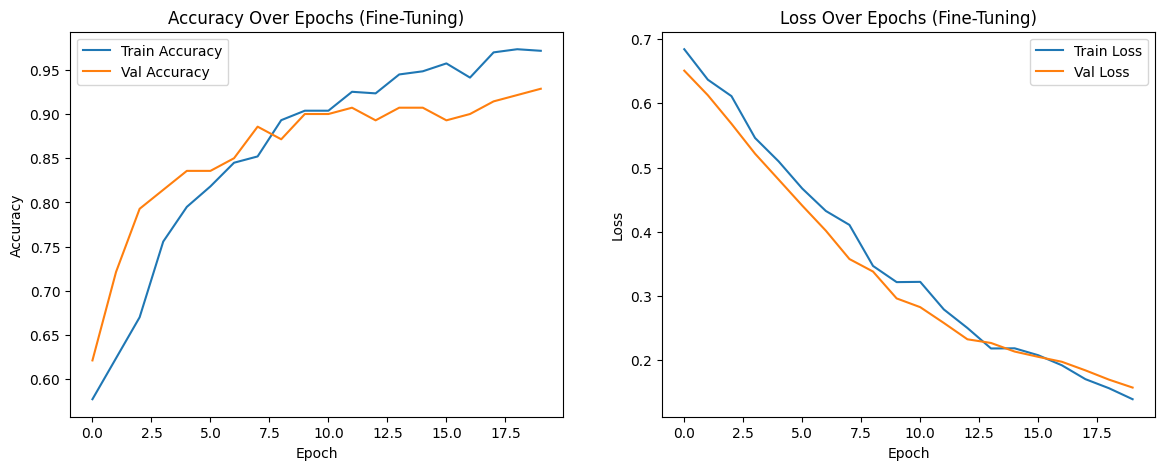 Accuracy Over Epochs (Fine-Tuning)
Train Accuracy
Val Accuracy
0.95
0.90
0.85
0.80
0.75
0.70
0.65
0.60
Accuracy
0.0 2.5 5.0 7.5 10.0 12.5 15.0 17.5
Epoch
Loss Over Epochs (Fine-Tuning)
Train Loss
Val Loss
0.7
0.6
0.5
0.4
0.3
0.2
Loss
0.0 2.5 5.0 7.5 10.0 12.5 15.0 17.5
Epoch